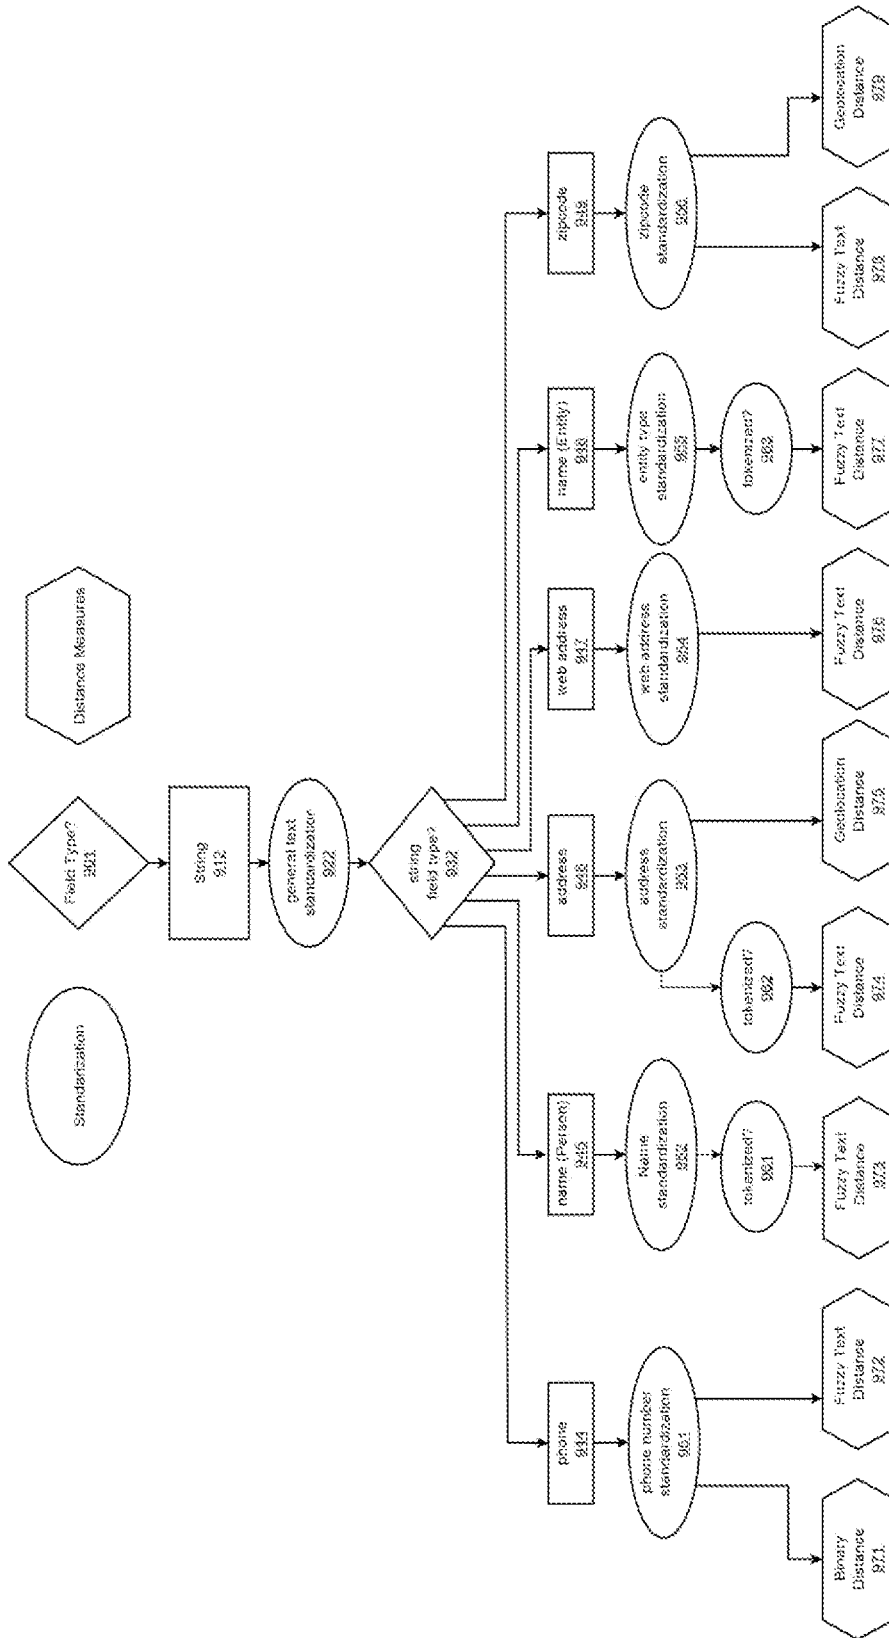 Standarization
Field Type?
901
Distance Measures
String
912
general text
standardization
922
string
field type?
932
phone
944
name (Person)
945
address
946
web address
947
name (Entity)
948
zipcode
949
phone number
standardization
951
Name
standardization
952
address
standardization
953
web address
standardization
954
entity type
standardization
955
zipcode
standardization
956
tokenized?
961
tokenized?
962
tokenized?
963
Binary
Distance
971
Fuzzy Text
Distance
972
Fuzzy Text
Distance
973
Fuzzy Text
Distance
974
Geolocation
Distance
975
Fuzzy Text
Distance
976
Fuzzy Text
Distance
977
Fuzzy Text
Distance
978
Geolocation
Distance
979